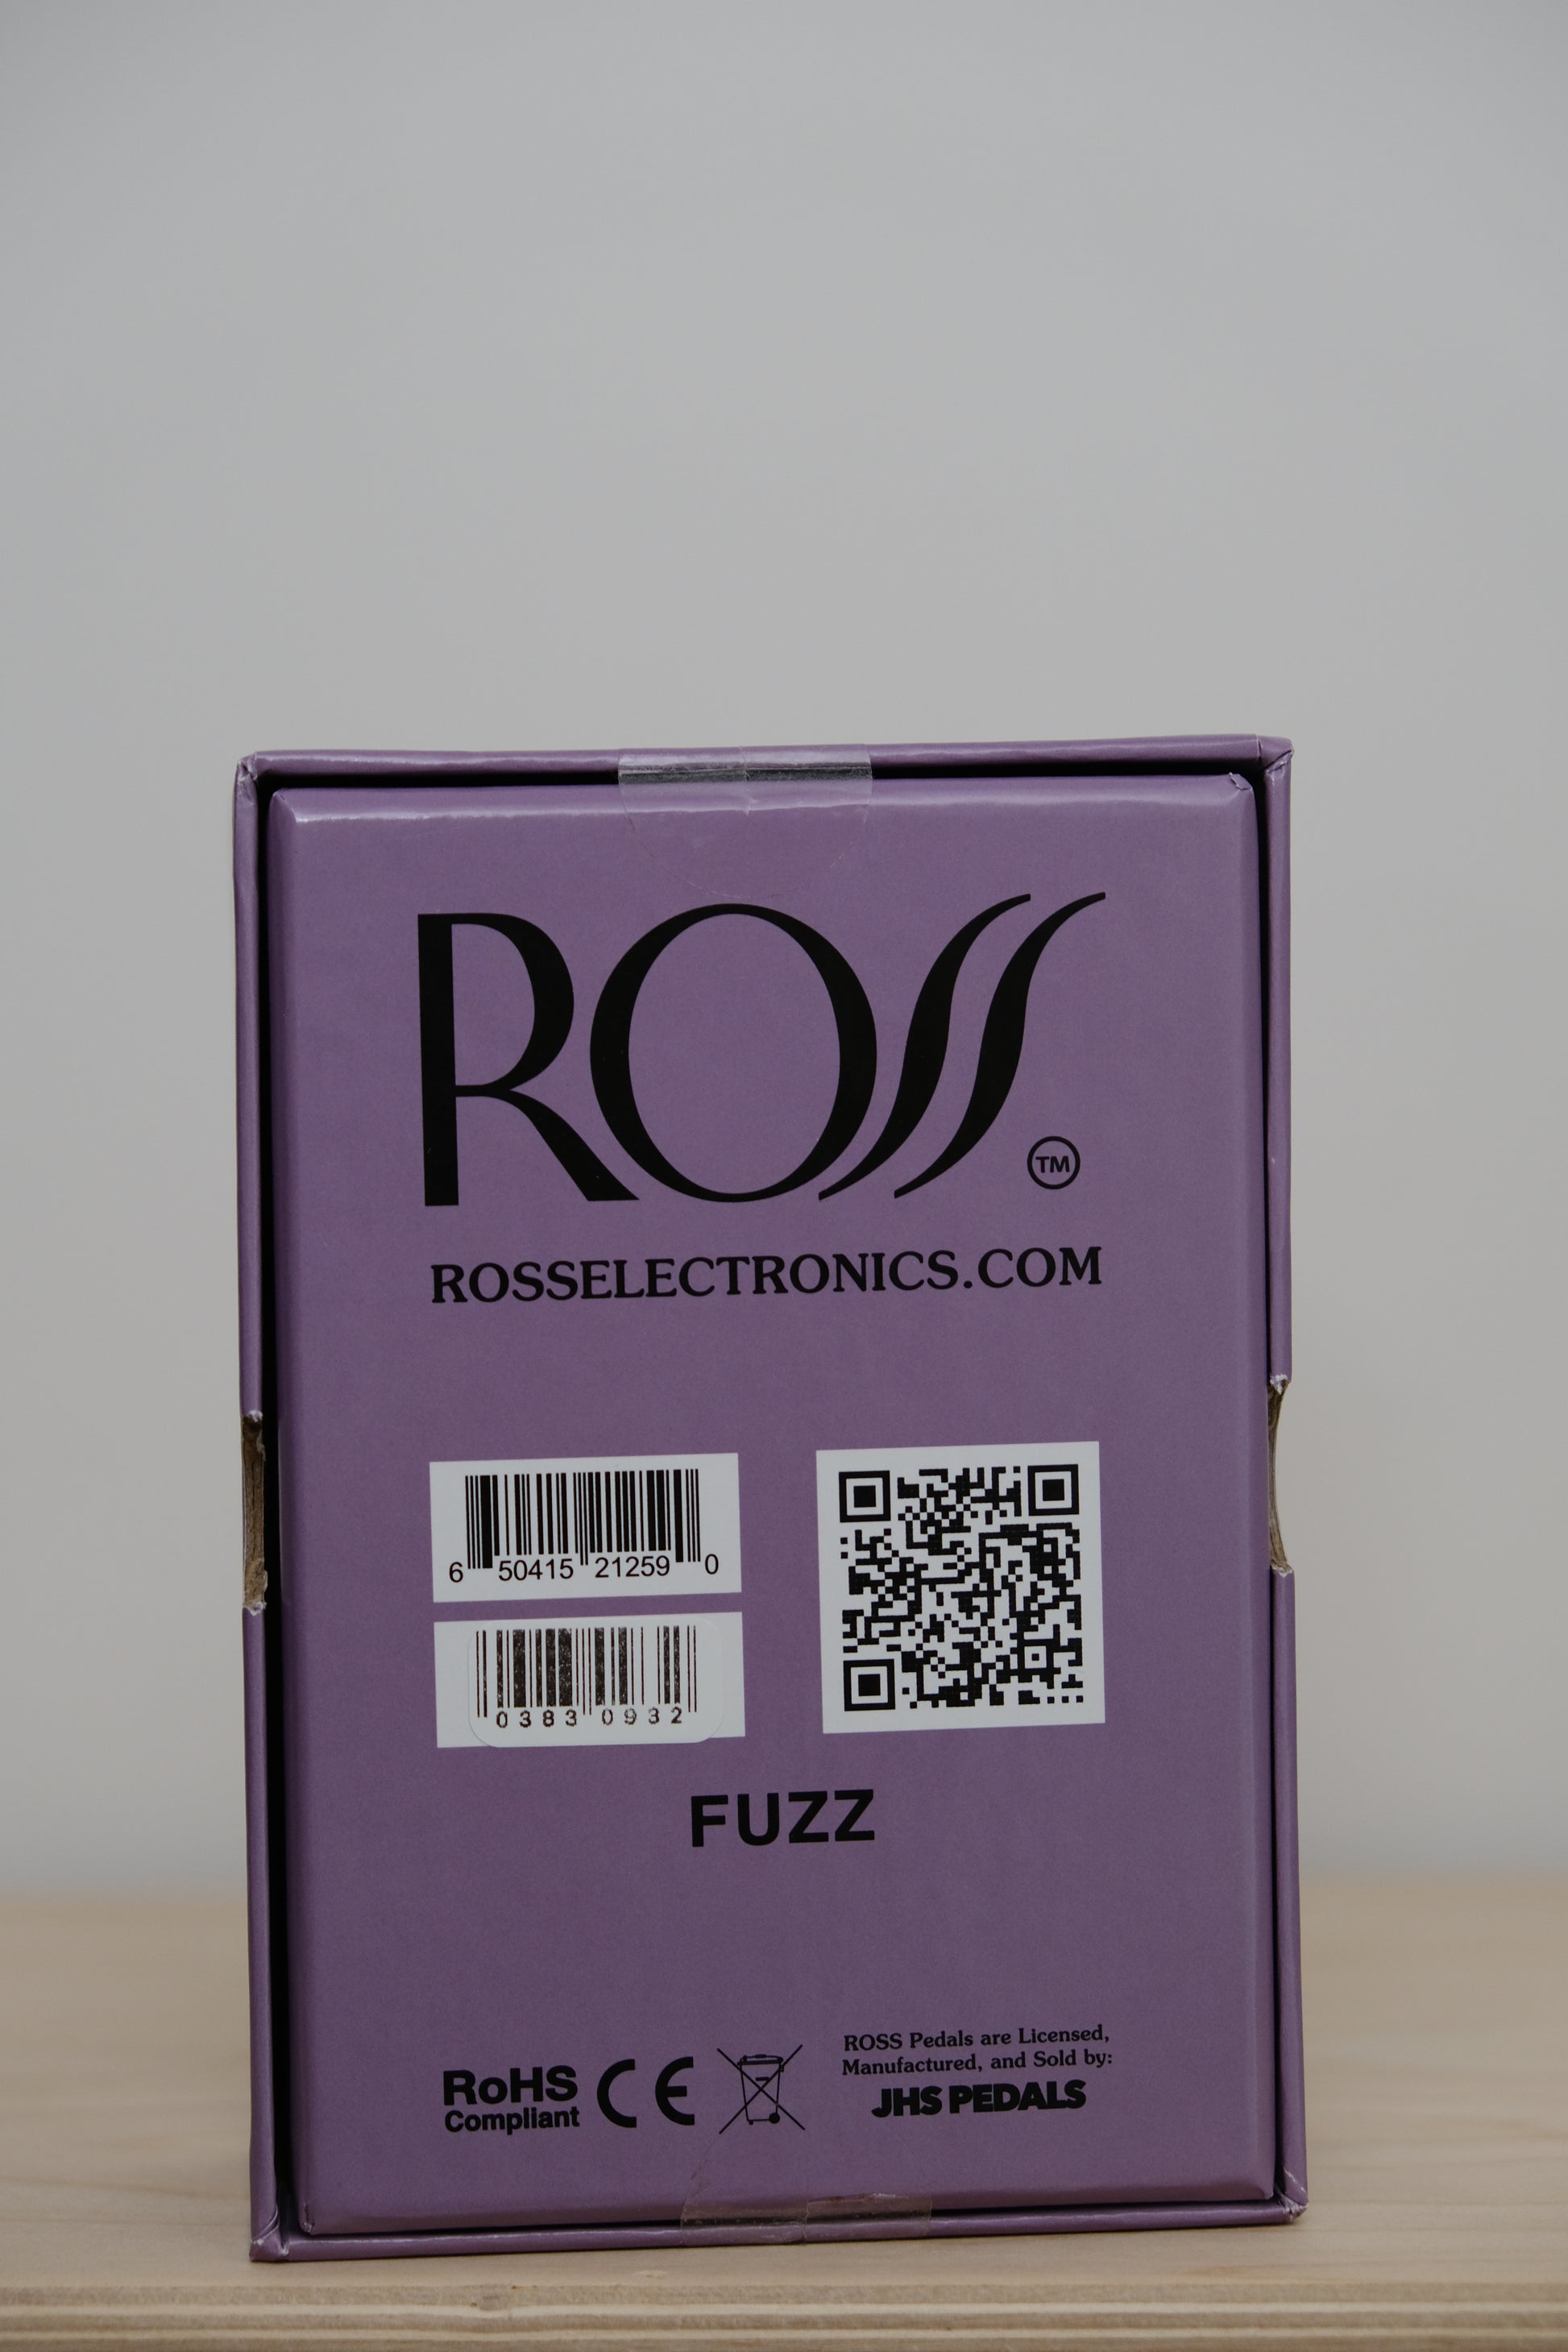 ROSS
TM
ROSSELECTRONICS.COM
6 50415 21259 0
0383 0932
FUZZ
RoHS
Compliant
CE
ROSS Pedals are Licensed,
Manufactured, and Sold by:
JHS PEDALS